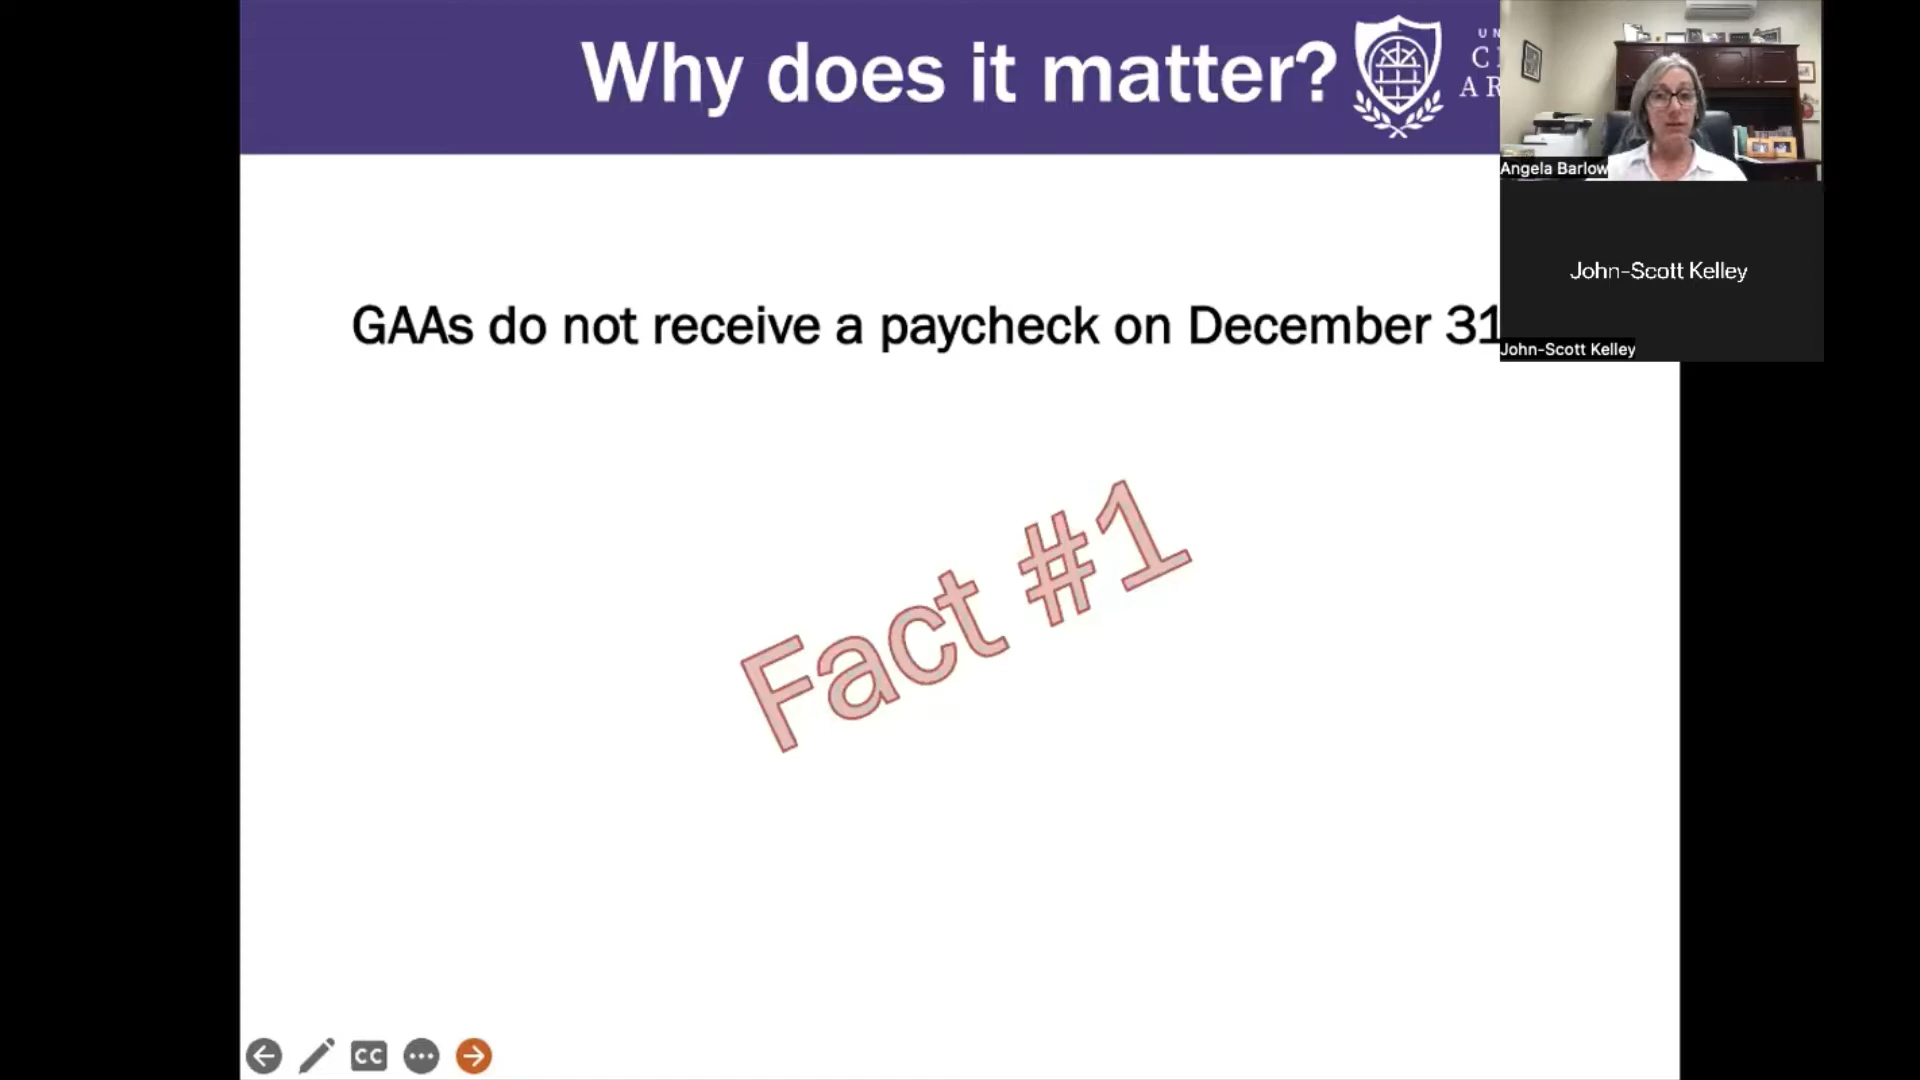 Why does it matter?
Angela Barlow
John-Scott Kelley
John-Scott Kelley
GAAs do not receive a paycheck on December 31
Fact #1
CC